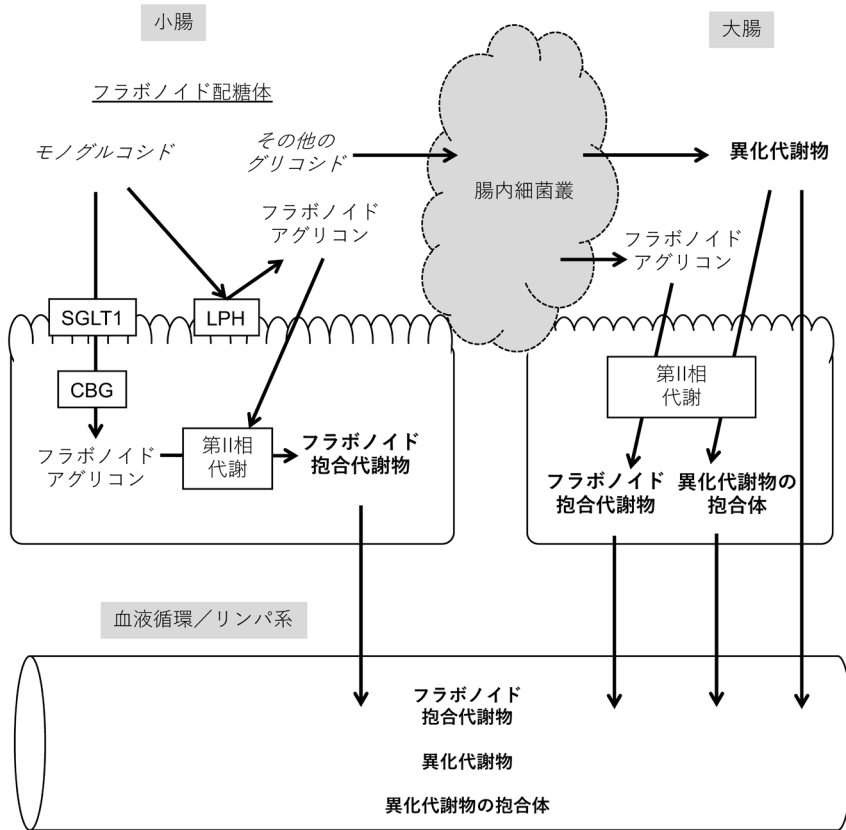 小腸
大腸
フラボノイド配糖体
モノグルコシド
その他の
グリコシド
腸内細菌叢
異化代謝物
フラボノイド
アグリコン
フラボノイド
アグリコン
SGLT1
LPH
CBG
フラボノイド
アグリコン
第II相
代謝
フラボノイド
抱合代謝物
第II相
代謝
フラボノイド
抱合代謝物
異化代謝物の
抱合体
血液循環／リンパ系
フラボノイド
抱合代謝物
異化代謝物
異化代謝物の抱合体